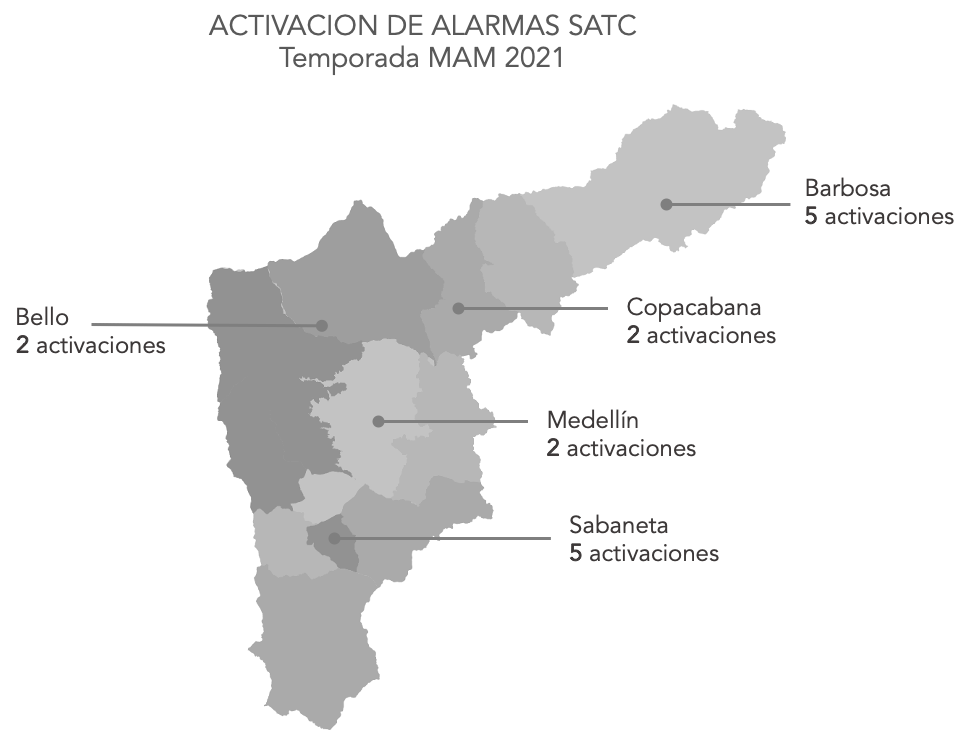 ACTIVACION DE ALARMAS SATC
Temporada MAM 2021
Barbosa
5 activaciones
Copacabana
2 activaciones
Bello
2 activaciones
Medellín
2 activaciones
Sabaneta
5 activaciones